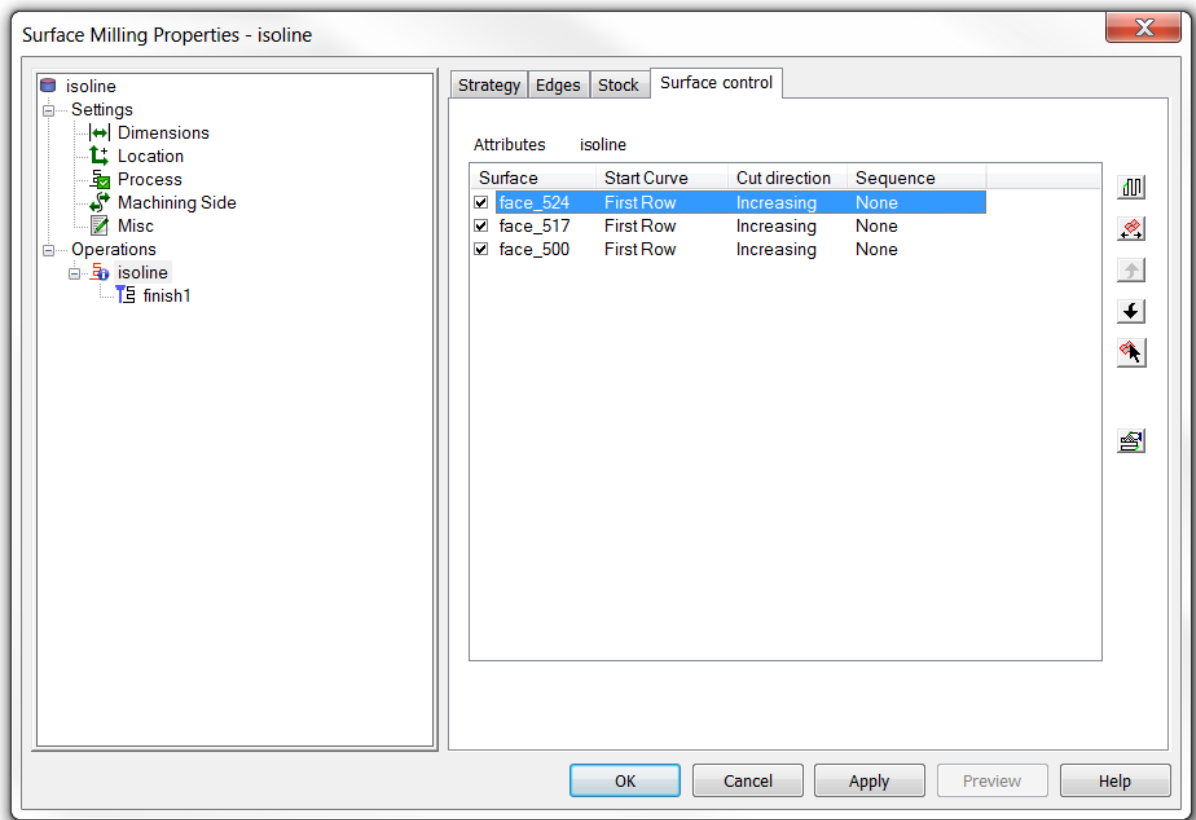 Surface Milling Properties - isoline
isoline
Settings
Dimensions
Location
Process
Machining Side
Misc
Operations
isoline
finish1
Strategy Edges Stock Surface control
Attributes isoline
Surface Start Curve Cut direction Sequence
face_524 First Row Increasing None
face_517 First Row Increasing None
face_500 First Row Increasing None
OK Cancel Apply Preview Help